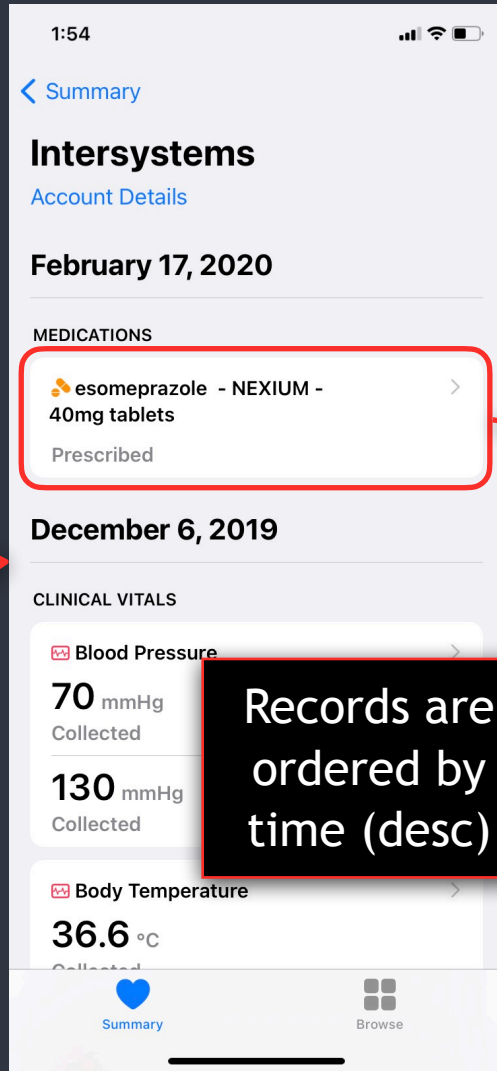 1:54
Summary
Intersystems
Account Details
February 17, 2020
MEDICATIONS
esomeprazole - NEXIUM -
40mg tablets
Prescribed
December 6, 2019
CLINICAL VITALS
Blood Pressure
70 mmHg
Collected
130 mmHg
Collected
Records are
ordered by
time (desc)
Body Temperature
36.6 °C
Collected
Summary
Browse